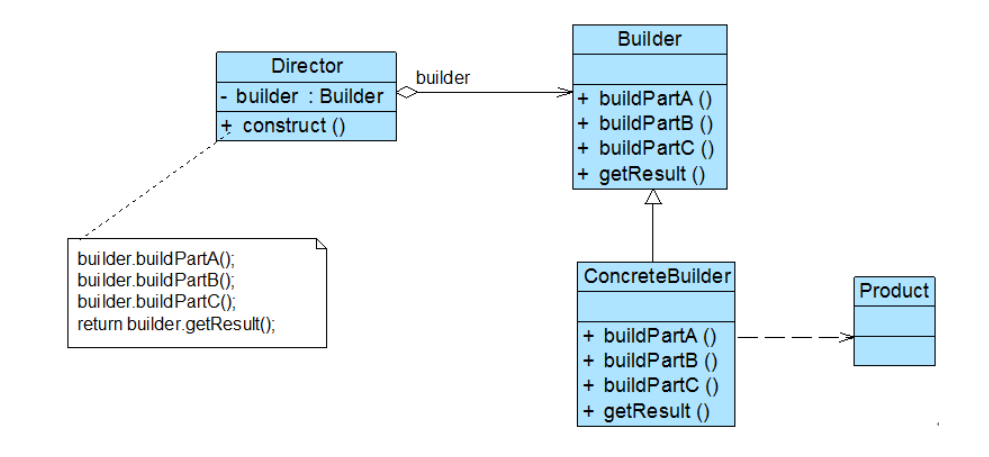 Director
- builder : Builder
+ construct ()
builder
Builder
+ buildPartA ()
+ buildPartB ()
+ buildPartC ()
+ getResult ()
builder.buildPartA();
builder.buildPartB();
builder.buildPartC();
return builder.getResult();
ConcreteBuilder
+ buildPartA ()
+ buildPartB ()
+ buildPartC ()
+ getResult ()
Product